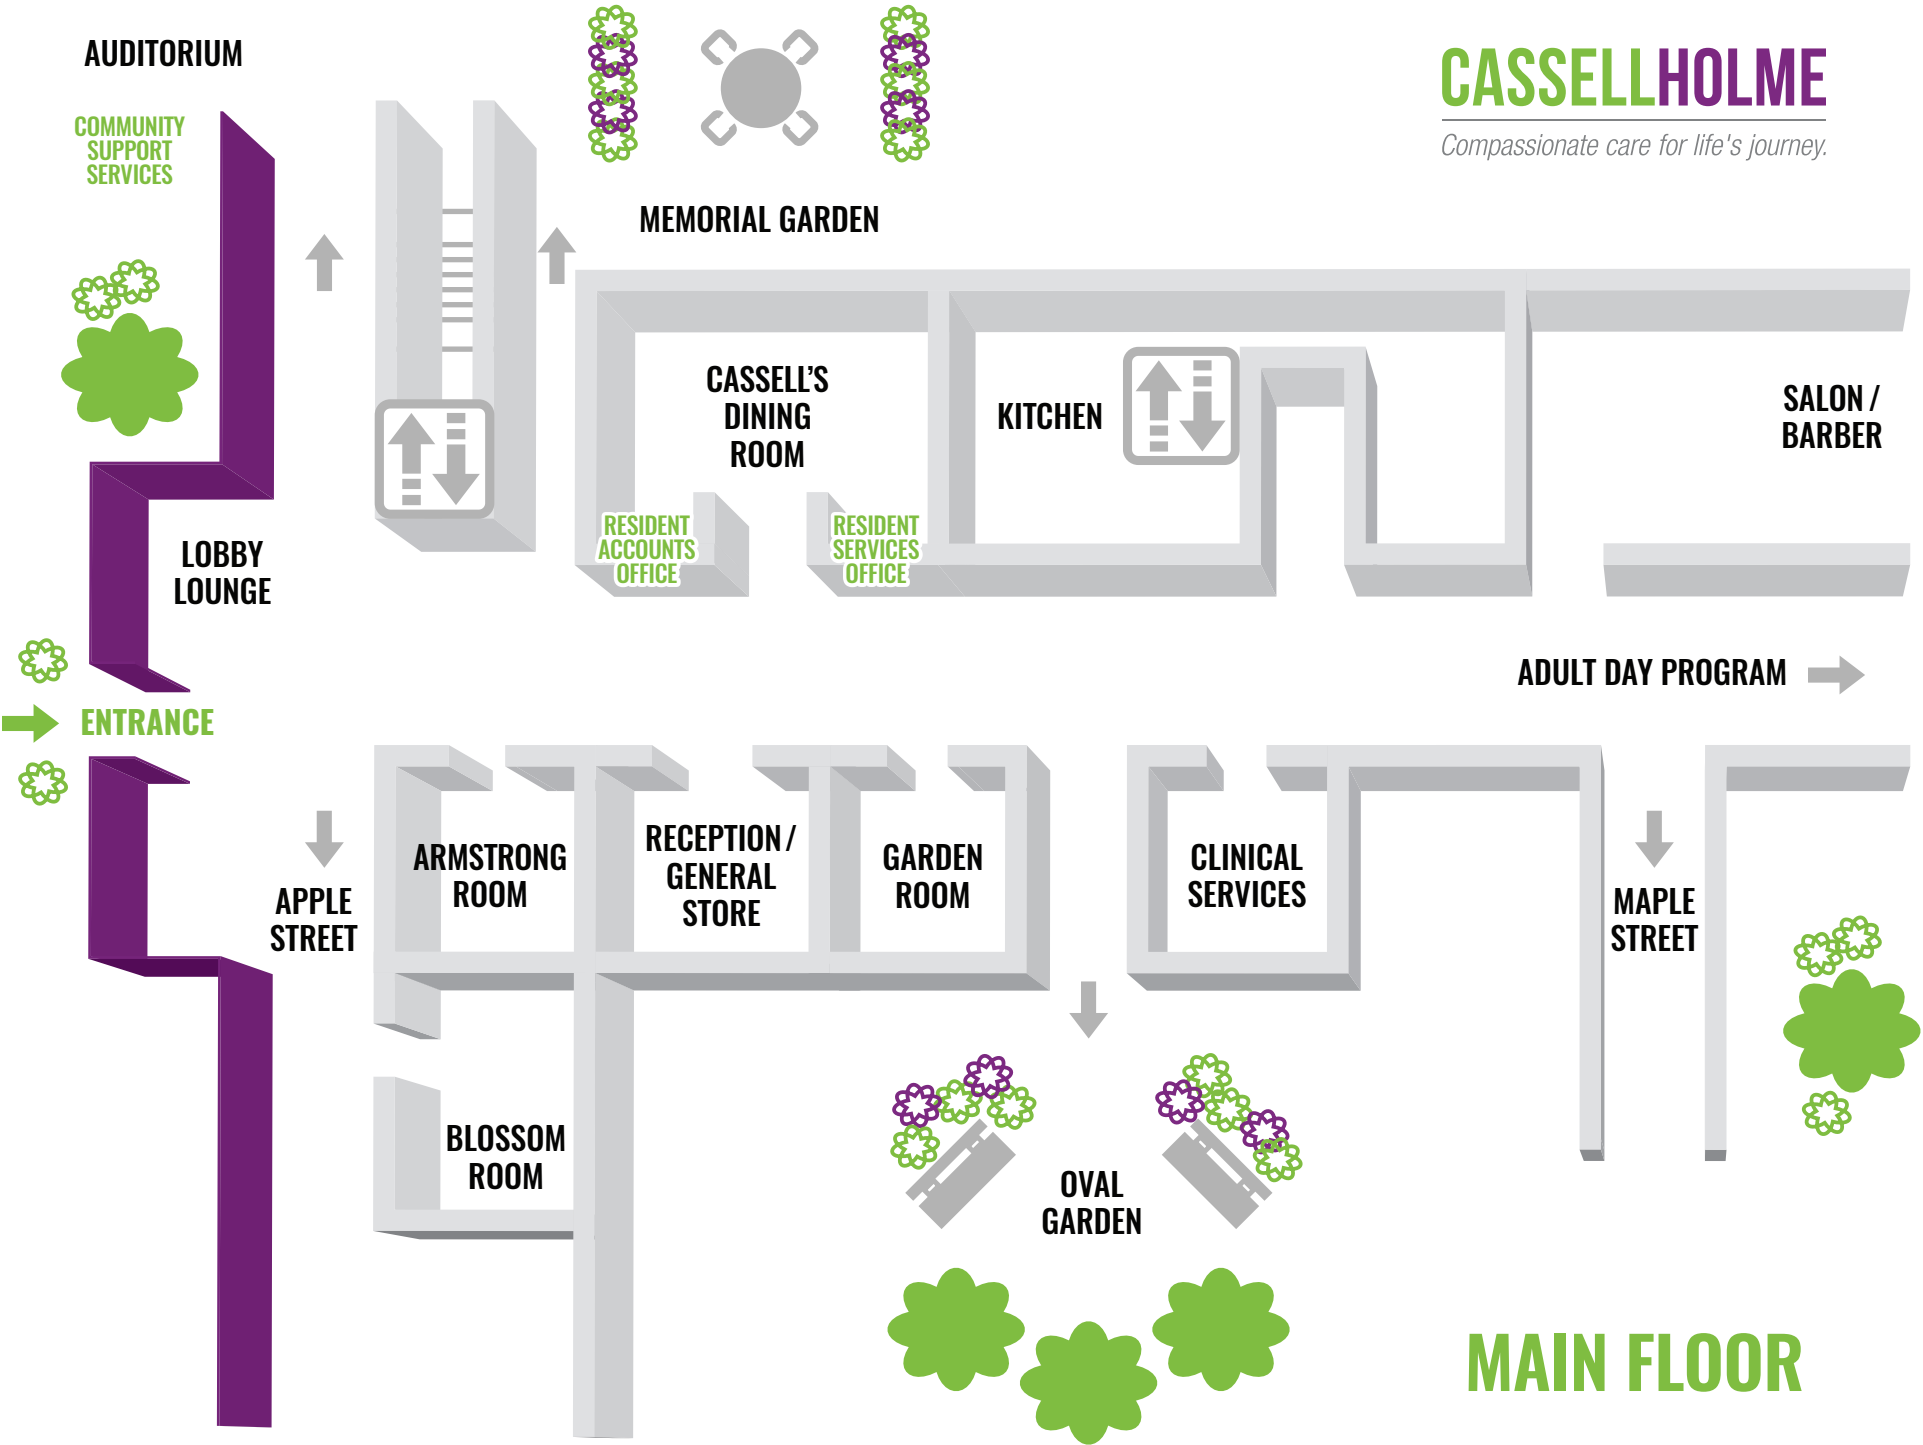 AUDITORIUM
COMMUNITY
SUPPORT
SERVICES
CASSELLHOLME
Compassionate care for life's journey.
MEMORIAL GARDEN
CASSELL'S
DINING
ROOM
KITCHEN
SALON /
BARBER
RESIDENT
ACCOUNTS
OFFICE
RESIDENT
SERVICES
OFFICE
LOBBY
LOUNGE
ADULT DAY PROGRAM
ENTRANCE
APPLE
STREET
ARMSTRONG
ROOM
RECEPTION /
GENERAL
STORE
GARDEN
ROOM
CLINICAL
SERVICES
MAPLE
STREET
BLOSSOM
ROOM
OVAL
GARDEN
MAIN FLOOR